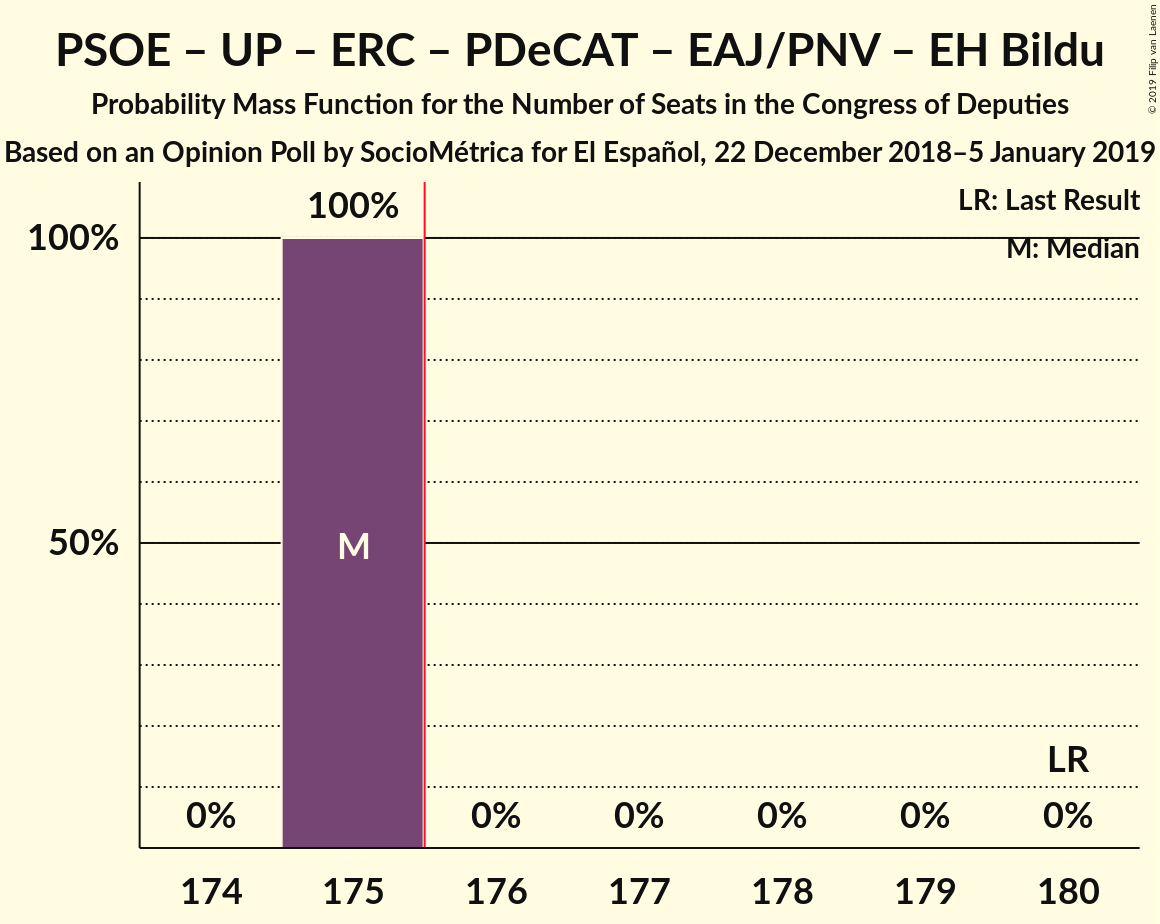 PSOE – UP – ERC – PDeCAT – EAJ/PNV – EH Bildu
Probability Mass Function for the Number of Seats in the Congress of Deputies
Based on an Opinion Poll by SocioMétrica for El Español, 22 December 2018–5 January 2019
© 2019 Filip van Laenen
LR: Last Result
M: Median
100%
100%
50%
M
LR
0%
0%
0%
0%
0%
0%
174
175
176
177
178
179
180